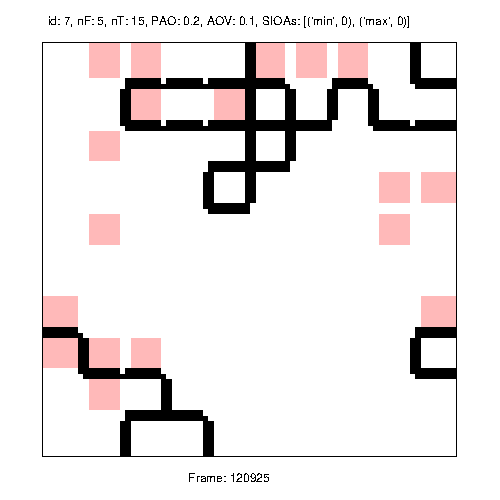 id: 7, nF: 5, nT: 15, PAO: 0.2, AOV: 0.1, SIOAs: [('min', 0), ('max', 0)]
Frame: 120925